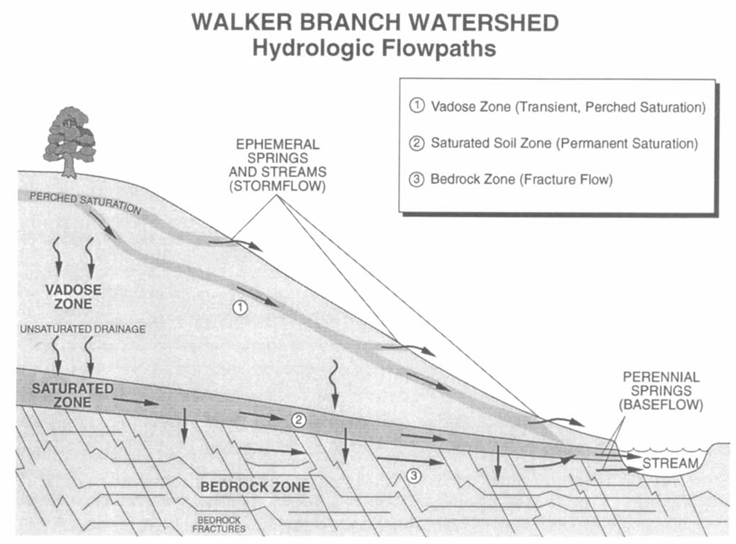 WALKER BRANCH WATERSHED
Hydrologic Flowpaths
① Vadose Zone (Transient, Perched Saturation)
② Saturated Soil Zone (Permanent Saturation)
③ Bedrock Zone (Fracture Flow)
EPHEMERAL
SPRINGS
AND STREAMS
(STORMFLOW)
PERCHED SATURATION
VADOSE
ZONE
①
UNSATURATED DRAINAGE
SATURATED
ZONE
②
PERENNIAL
SPRINGS
(BASEFLOW)
STREAM
③
BEDROCK ZONE
BEDROCK
FRACTURES